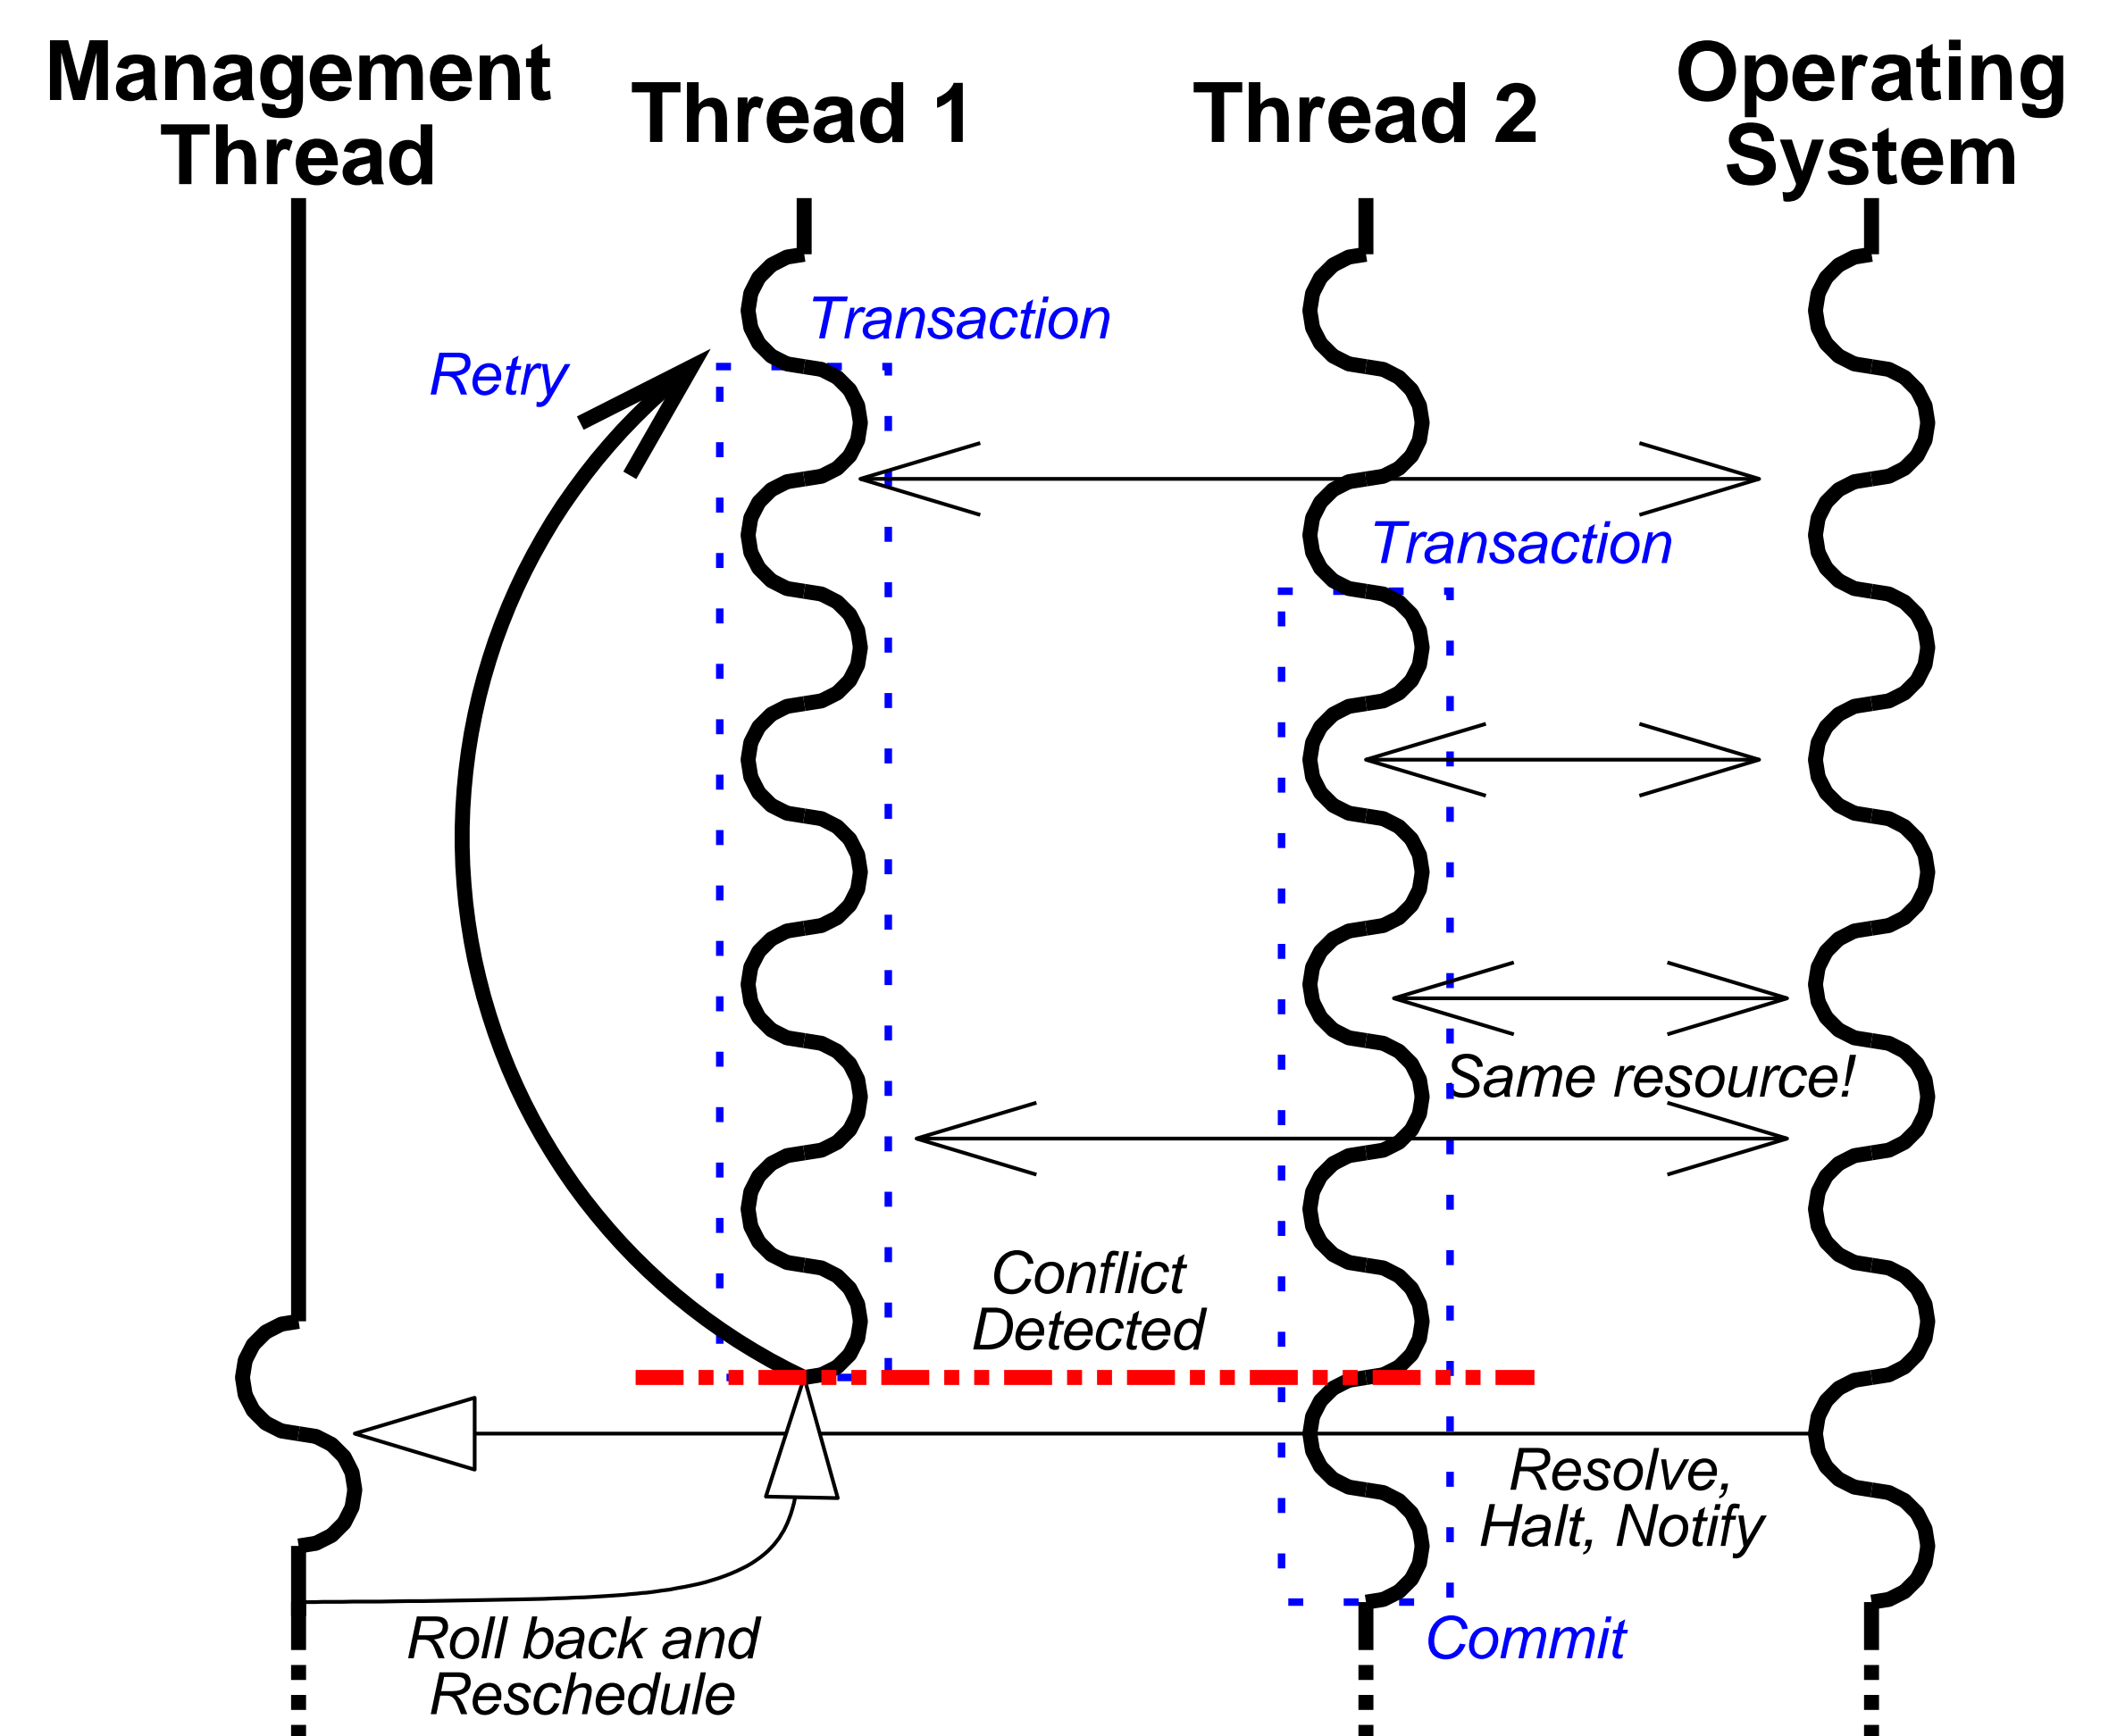 Management
Thread
Thread 1
Thread 2
Operating
System
Transaction
Retry
Transaction
Same resource!
Conflict
Detected
Resolve,
Halt, Notify
Roll back and
Reschedule
Commit